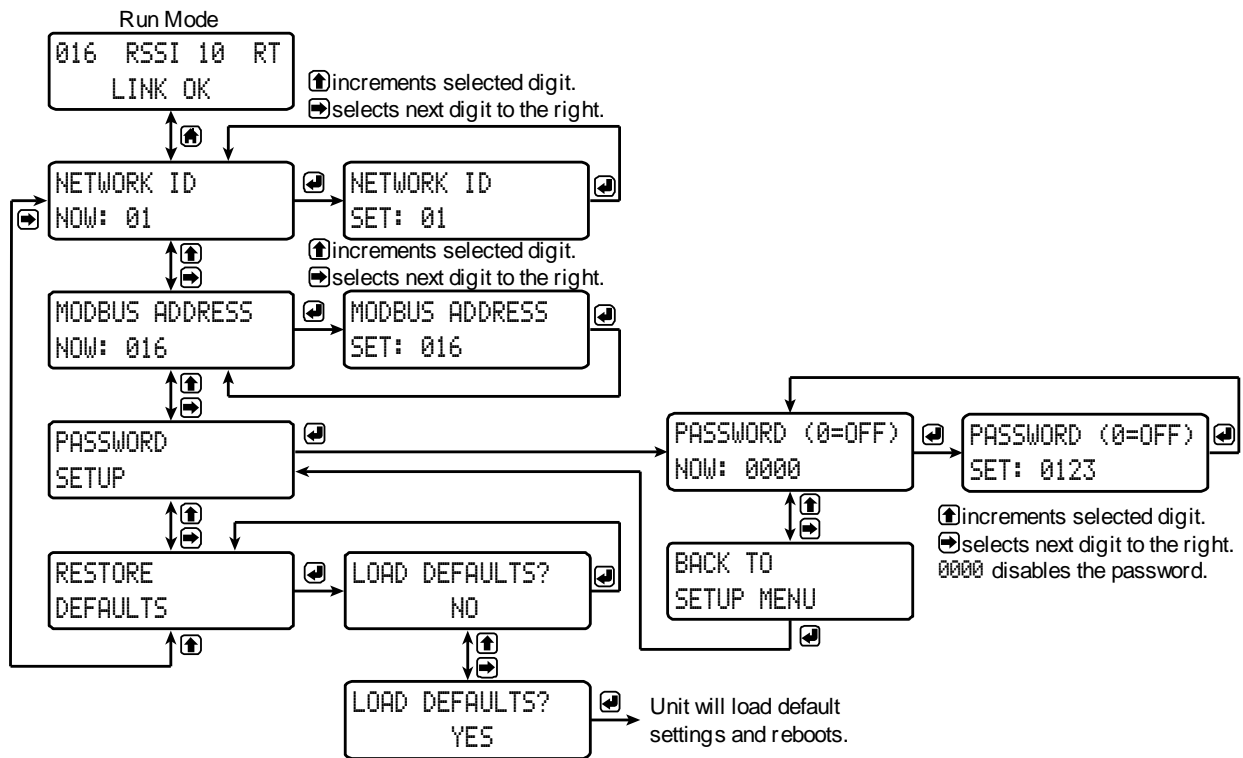 Run Mode
016 RSSI 10 RT
LINK OK
increments selected digit.
selects next digit to the right.
NETWORK ID
NOW: 01
NETWORK ID
SET: 01
increments selected digit.
selects next digit to the right.
MODBUS ADDRESS
NOW: 016
MODBUS ADDRESS
SET: 016
PASSWORD
SETUP
PASSWORD (0=OFF)
NOW: 0000
PASSWORD (0=OFF)
SET: 0123
increments selected digit.
selects next digit to the right.
0000 disables the password.
BACK TO
SETUP MENU
RESTORE
DEFAULTS
LOAD DEFAULTS?
NO
LOAD DEFAULTS?
YES
Unit will load default
settings and reboots.